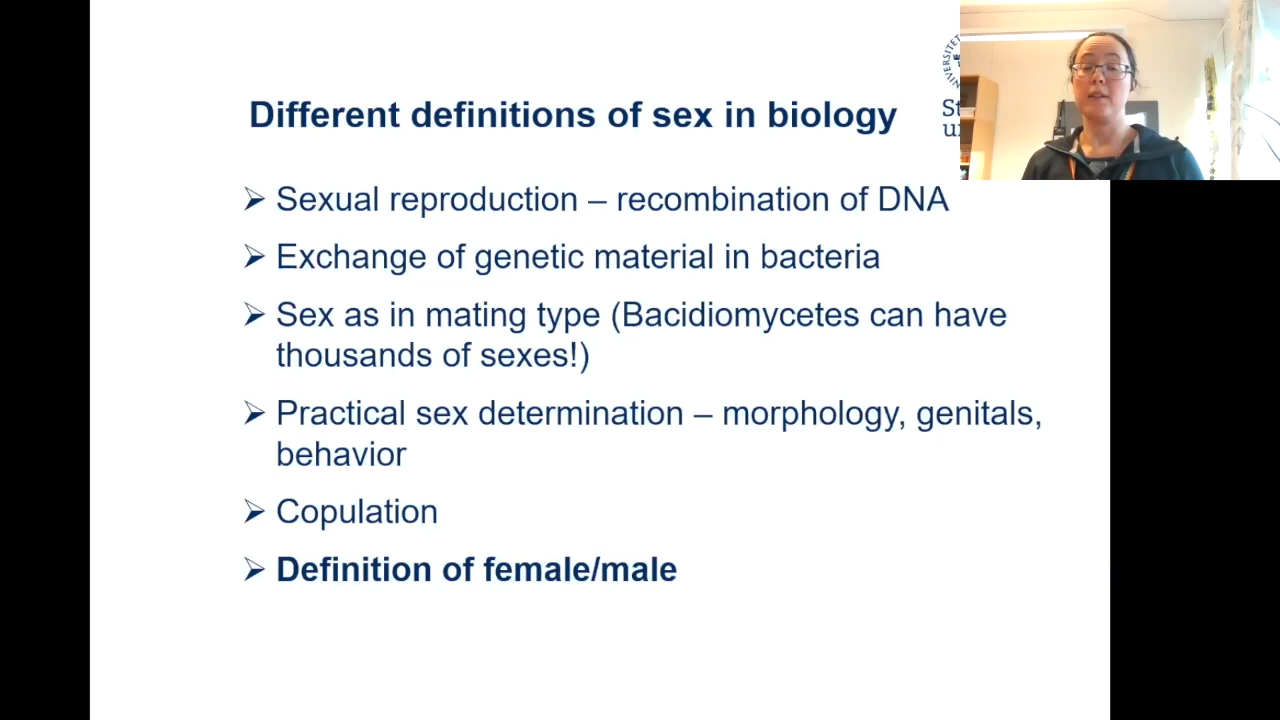 Different definitions of sex in biology
➢ Sexual reproduction – recombination of DNA
➢ Exchange of genetic material in bacteria
➢ Sex as in mating type (Bacidiomycetes can have
thousands of sexes!)
➢ Practical sex determination – morphology, genitals,
behavior
➢ Copulation
➢ Definition of female/male